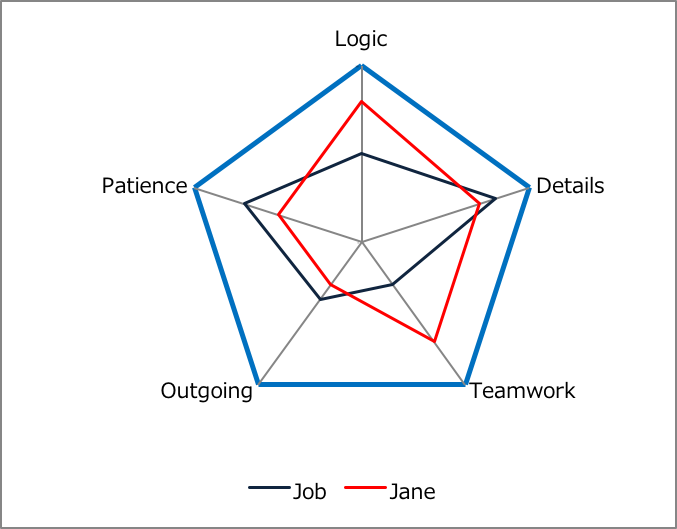 Logic
Patience
Details
Outgoing
Teamwork
Job
Jane